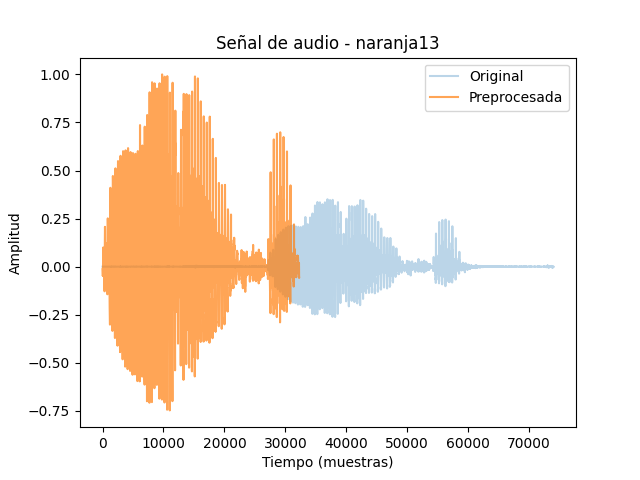 Señal de audio - naranja13
Original
Preprocesada
1.00
0.75
0.50
0.25
0.00
−0.25
−0.50
−0.75
Amplitud
0 10000 20000 30000 40000 50000 60000 70000
Tiempo (muestras)